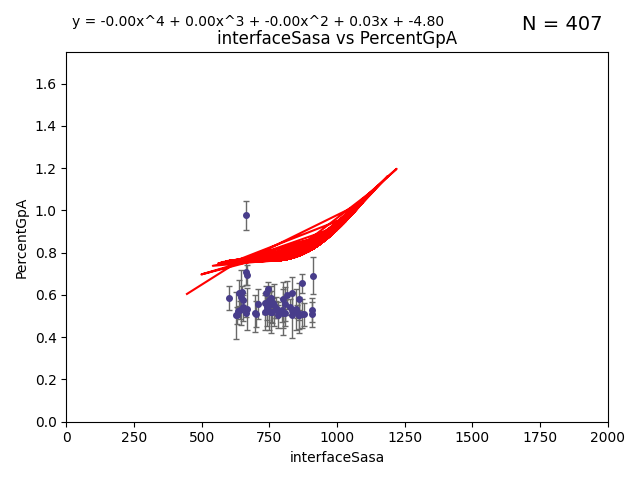 y = -0.00x^4 + 0.00x^3 + -0.00x^2 + 0.03x + -4.80
N = 407
interfaceSasa vs PercentGpA
PercentGpA
1.6
1.4
1.2
1.0
0.8
0.6
0.4
0.2
0.0
0 250 500 750 1000 1250 1500 1750 2000
interfaceSasa